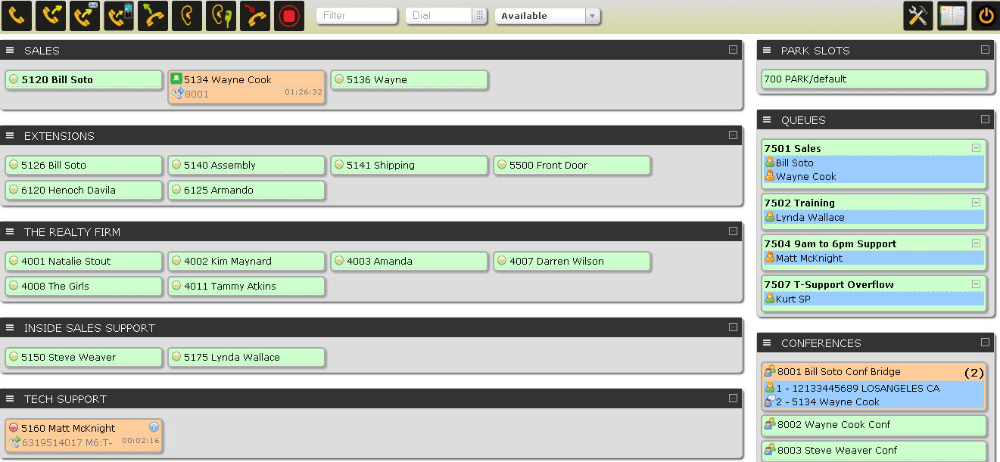 Filter Dial Available
SALES
5120 Bill Soto 5134 Wayne Cook 5136 Wayne
8001 01:26:32
EXTENSIONS
5126 Bill Soto 5140 Assembly 5141 Shipping 5500 Front Door
6120 Henoch Davila 6125 Armando
THE REALTY FIRM
4001 Natalie Stout 4002 Kim Maynard 4003 Amanda 4007 Darren Wilson
4008 The Girls 4011 Tammy Atkins
INSIDE SALES SUPPORT
5150 Steve Weaver 5175 Lynda Wallace
TECH SUPPORT
5160 Matt McKnight
6319514017 M6:T- 00:02:16
PARK SLOTS
700 PARK/default
QUEUES
7501 Sales
Bill Soto
Wayne Cook
7502 Training
Lynda Wallace
7504 9am to 6pm Support
Matt McKnight
7507 T-Support Overflow
Kurt SP
CONFERENCES
8001 Bill Soto Conf Bridge (2)
1 - 12133445689 LOSANGELES CA
2 - 5134 Wayne Cook
8002 Wayne Cook Conf
8003 Steve Weaver Conf